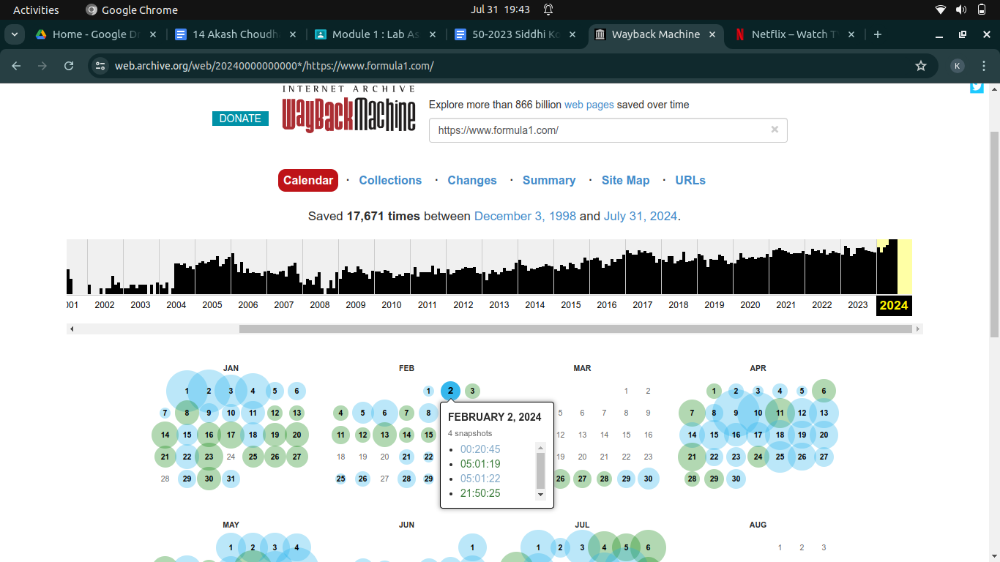 Activities Google Chrome Jul 31 19:43
Home - Google Dr 14 Akash Choudh Module 1 : Lab As 50-2023 Siddhi Ko Wayback Machine Netflix – Watch T
web.archive.org/web/20240000000000*/https://www.formula1.com/ K
INTERNET ARCHIVE
WayBackMachine
DONATE
Explore more than 866 billion web pages saved over time
https://www.formula1.com/
Calendar · Collections · Changes · Summary · Site Map · URLs
Saved 17,671 times between December 3, 1998 and July 31, 2024.
001 2002 2003 2004 2005 2006 2007 2008 2009 2010 2011 2012 2013 2014 2015 2016 2017 2018 2019 2020 2021 2022 2023 2024
JAN
1 2 3 4 5 6
7 8 9 10 11 12 13
14 15 16 17 18 19 20
21 22 23 24 25 26 27
28 29 30 31
FEB
1 2 3
4 5 6 7 8
11 12 13 14 15
18 19 20 21 22
25 26 27 28 29
FEBRUARY 2, 2024
4 snapshots
• 00:20:45
• 05:01:19
• 05:01:22
• 21:50:25
MAR
1 2
5 6 7 8 9
12 13 14 15 16
19 20 21 22 23
26 27 28 29 30
APR
1 2 3 4 5 6
7 8 9 10 11 12 13
14 15 16 17 18 19 20
21 22 23 24 25 26 27
28 29 30
MAY
1 2 3 4
JUN
1
JUL
1 2 3 4 5 6
AUG
1 2 3